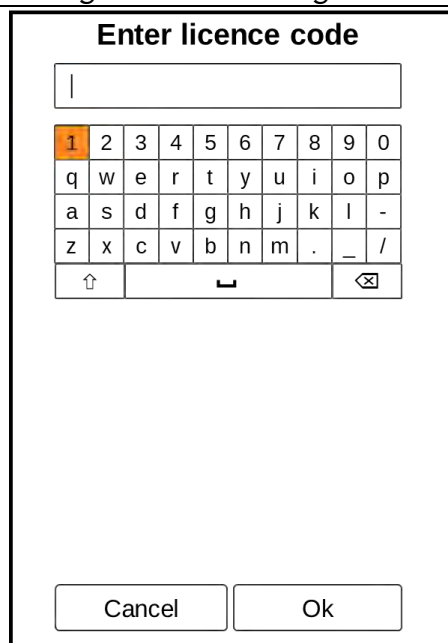 Enter licence code
1 2 3 4 5 6 7 8 9 0
q w e r t y u i o p
a s d f g h j k l -
z x c v b n m . _ /
⇧ ⌴ ⌫
Cancel Ok